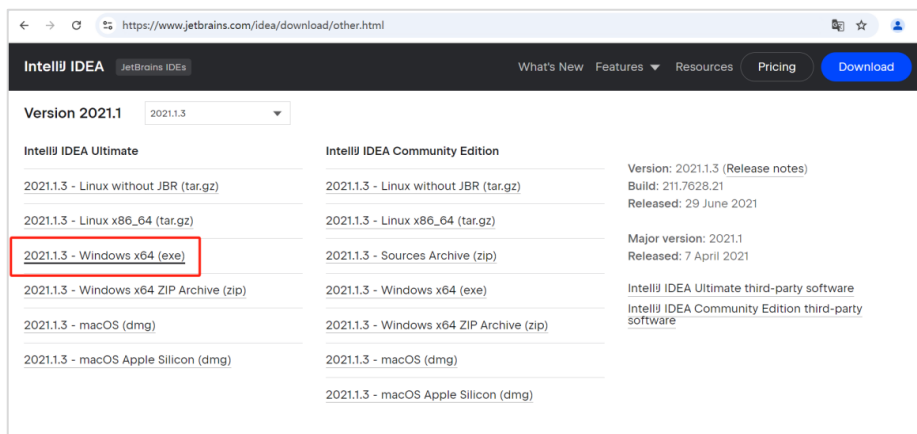 https://www.jetbrains.com/idea/download/other.html
IntelliJ IDEA JetBrains IDEs What's New Features Resources Pricing Download
Version 2021.1 2021.1.3
IntelliJ IDEA Ultimate
2021.1.3 - Linux without JBR (tar.gz)
2021.1.3 - Linux x86_64 (tar.gz)
2021.1.3 - Windows x64 (exe)
2021.1.3 - Windows x64 ZIP Archive (zip)
2021.1.3 - macOS (dmg)
2021.1.3 - macOS Apple Silicon (dmg)
IntelliJ IDEA Community Edition
2021.1.3 - Linux without JBR (tar.gz)
2021.1.3 - Linux x86_64 (tar.gz)
2021.1.3 - Sources Archive (zip)
2021.1.3 - Windows x64 (exe)
2021.1.3 - Windows x64 ZIP Archive (zip)
2021.1.3 - macOS (dmg)
2021.1.3 - macOS Apple Silicon (dmg)
Version: 2021.1.3 (Release notes)
Build: 211.7628.21
Released: 29 June 2021
Major version: 2021.1
Released: 7 April 2021
IntelliJ IDEA Ultimate third-party software
IntelliJ IDEA Community Edition third-party
software